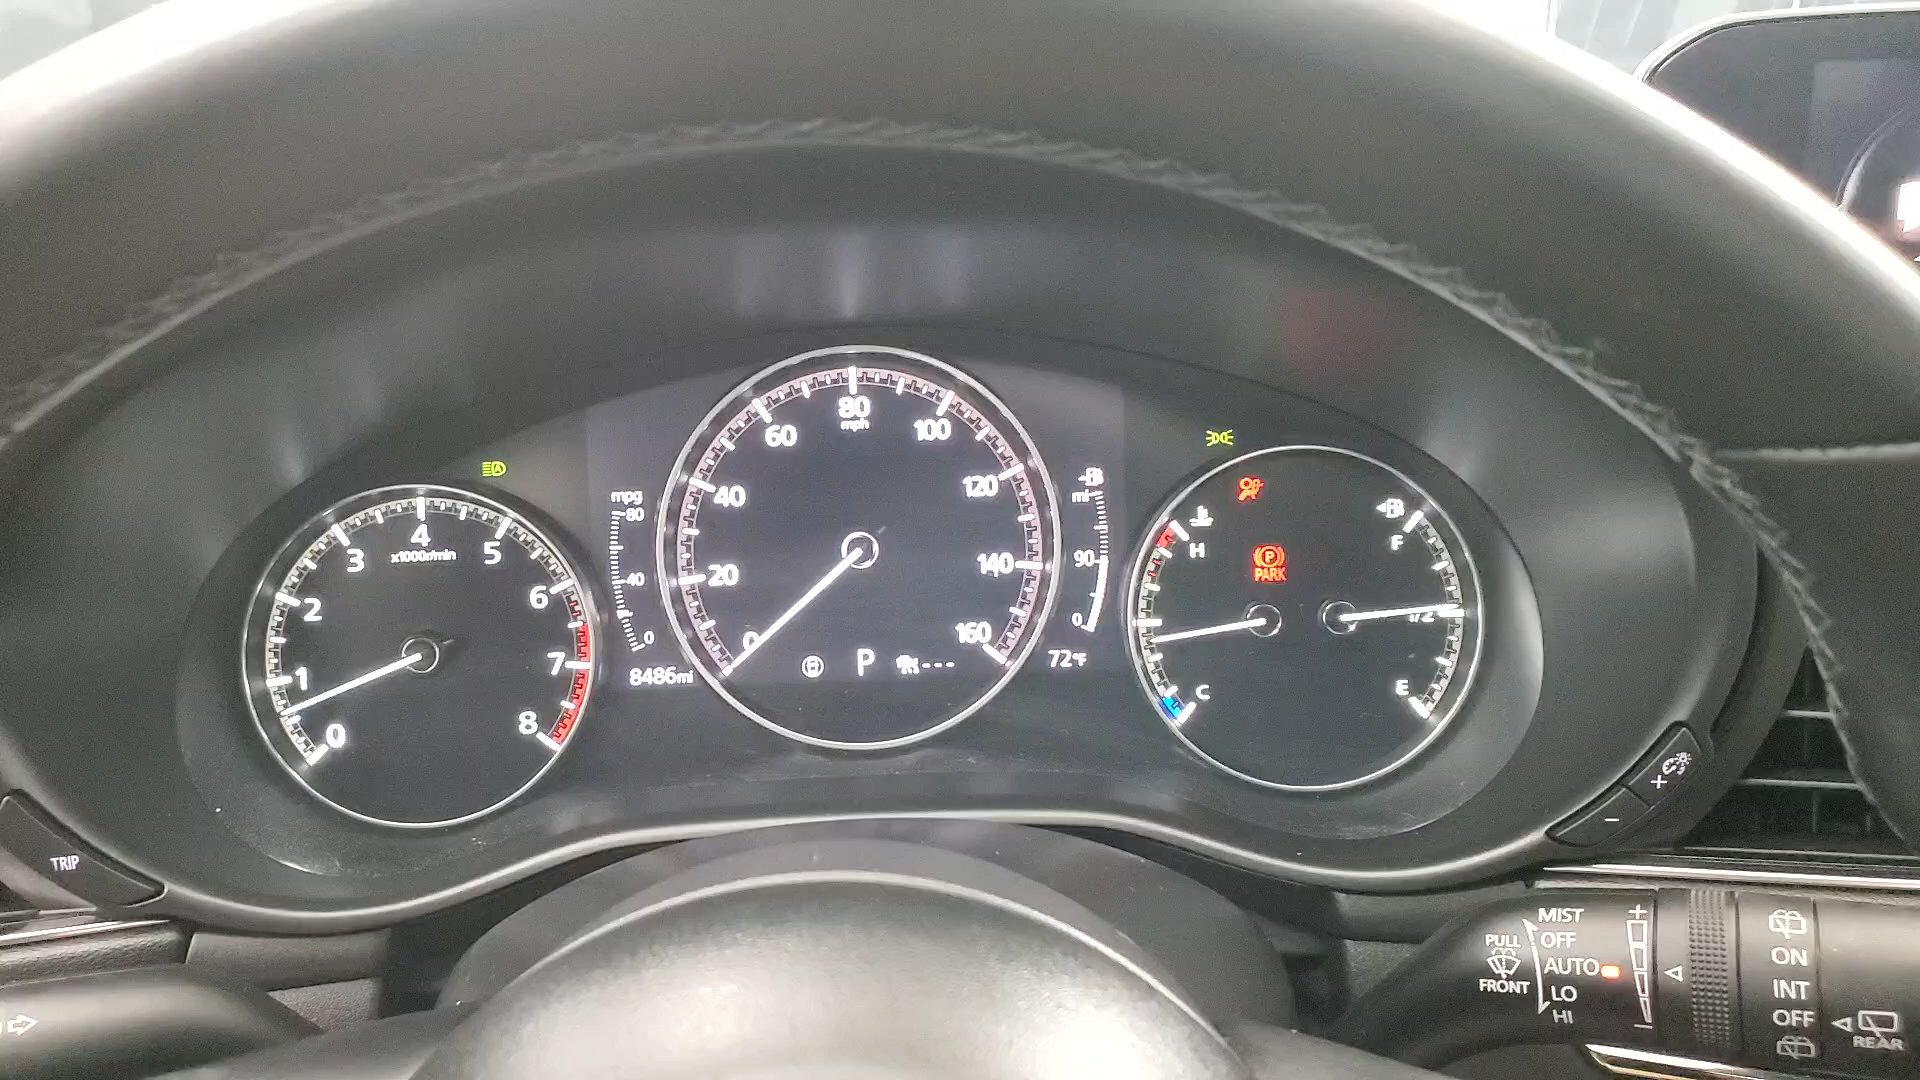 0
1
2
3
4
x1000r/min
5
6
7
8
mpg
80
40
0
8486mi
0
20
40
60
80
mph
100
120
140
160
P
---
mi
90
0
72°F
H
C
P
PARK
F
1/2
E
TRIP
+
-
PULL
FRONT
MIST
OFF
AUTO
LO
HI
+
-
ON
INT
OFF
REAR